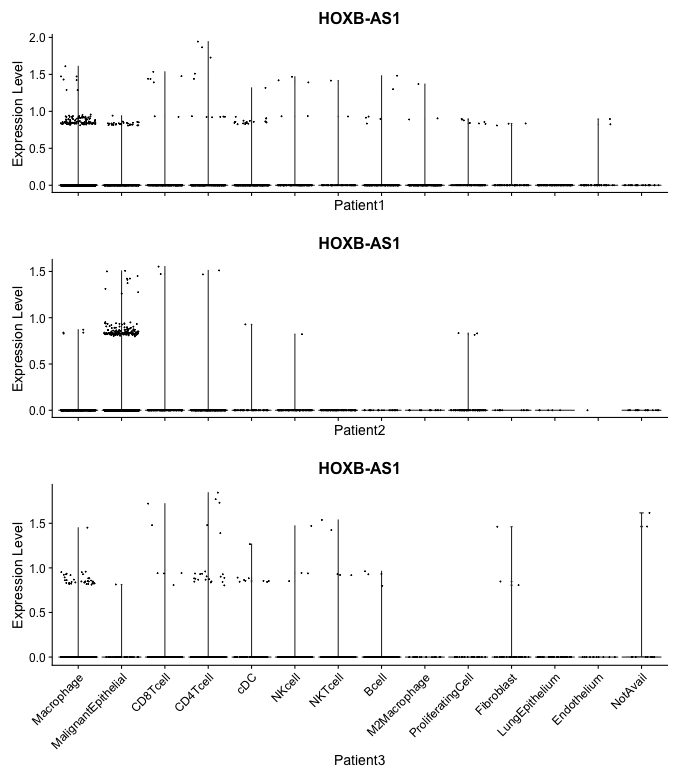 HOXB-AS1
Expression Level
2.0
1.5
1.0
0.5
0.0
Patient1
HOXB-AS1
Expression Level
1.5
1.0
0.5
0.0
Patient2
HOXB-AS1
Expression Level
1.5
1.0
0.5
0.0
Macrophage
MalignantEpithelial
CD8Tcell
CD4Tcell
cDC
NKcell
NKTcell
Bcell
M2Macrophage
ProliferatingCell
Fibroblast
LungEpithelium
Endothelium
NotAvail
Patient3